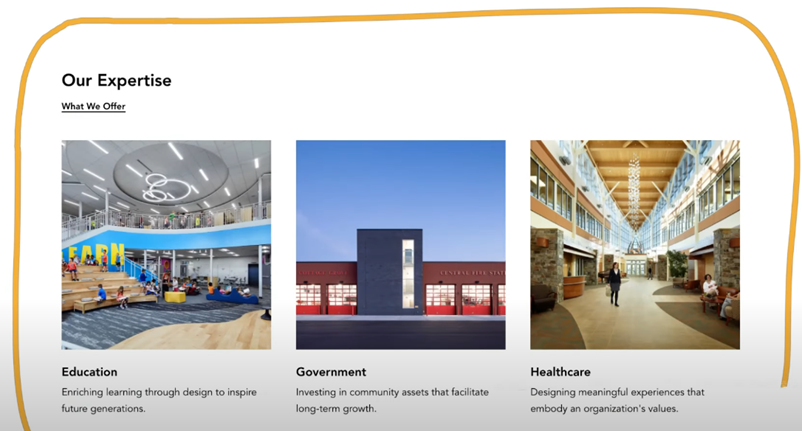 Our Expertise
What We Offer
EARN
CENTRAL FIRE STAT
Education
Government
Healthcare
Enriching learning through design to inspire
future generations.
Investing in community assets that facilitate
long-term growth.
Designing meaningful experiences that
embody an organization's values.